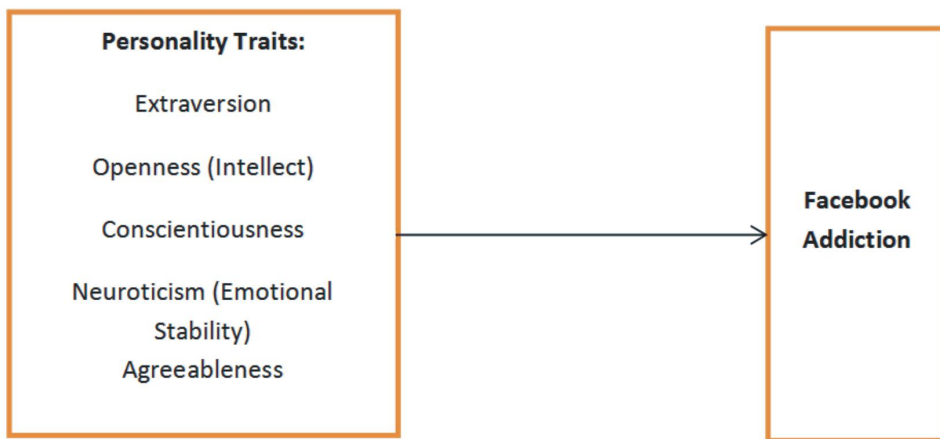 Personality Traits:
Extraversion
Openness (Intellect)
Conscientiousness
Neuroticism (Emotional
Stability)
Agreeableness
Facebook
Addiction